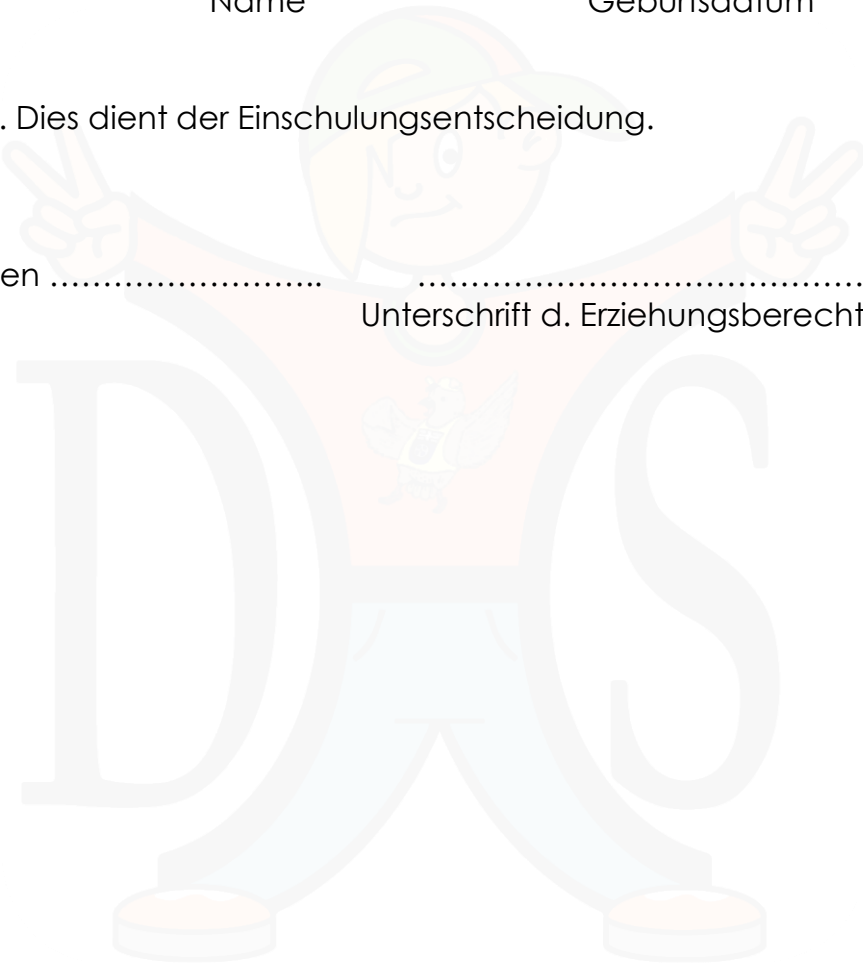 Name Geburtsdatum
. Dies dient der Einschulungsentscheidung.
en …………………….. ……………………………………
Unterschrift d. Erziehungsberecht
D S